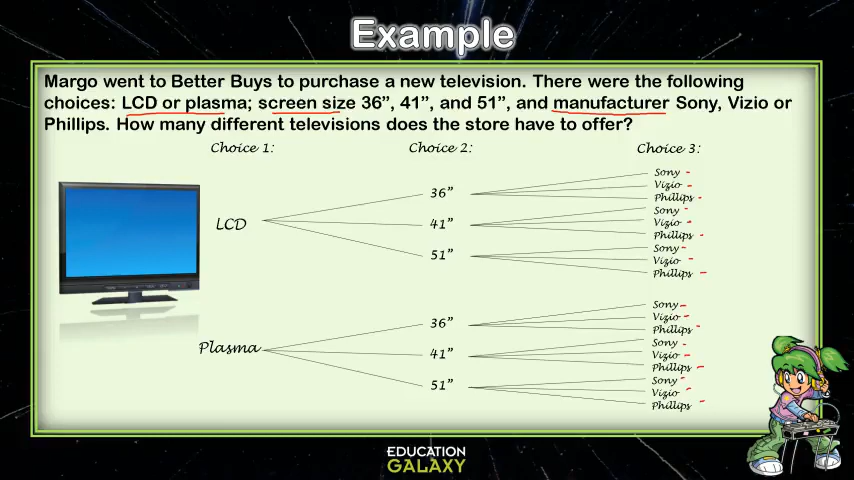 Example
Margo went to Better Buys to purchase a new television. There were the following
choices: LCD or plasma; screen size 36”, 41”, and 51”, and manufacturer Sony, Vizio or
Phillips. How many different televisions does the store have to offer?
Choice 1: Choice 2: Choice 3:
LCD
36”
Sony
Vizio
Phillips
41”
Sony
Vizio
Phillips
51”
Sony
Vizio
Phillips
Plasma
36”
Sony
Vizio
Phillips
41”
Sony
Vizio
Phillips
51”
Sony
Vizio
Phillips
EDUCATION
GALAXY